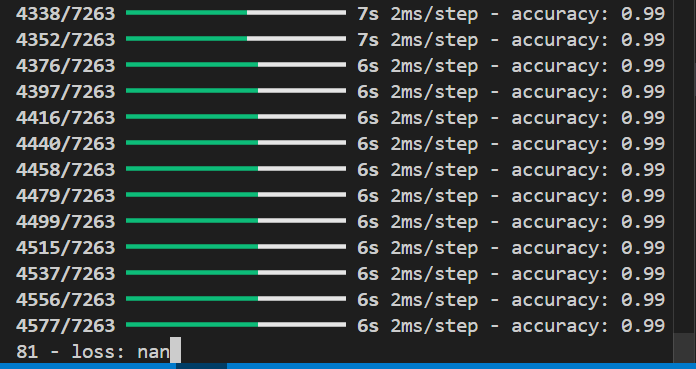 4338/7263 7s 2ms/step - accuracy: 0.99
4352/7263 7s 2ms/step - accuracy: 0.99
4376/7263 6s 2ms/step - accuracy: 0.99
4397/7263 6s 2ms/step - accuracy: 0.99
4416/7263 6s 2ms/step - accuracy: 0.99
4440/7263 6s 2ms/step - accuracy: 0.99
4458/7263 6s 2ms/step - accuracy: 0.99
4479/7263 6s 2ms/step - accuracy: 0.99
4499/7263 6s 2ms/step - accuracy: 0.99
4515/7263 6s 2ms/step - accuracy: 0.99
4537/7263 6s 2ms/step - accuracy: 0.99
4556/7263 6s 2ms/step - accuracy: 0.99
4577/7263 6s 2ms/step - accuracy: 0.99
81 - loss: nan